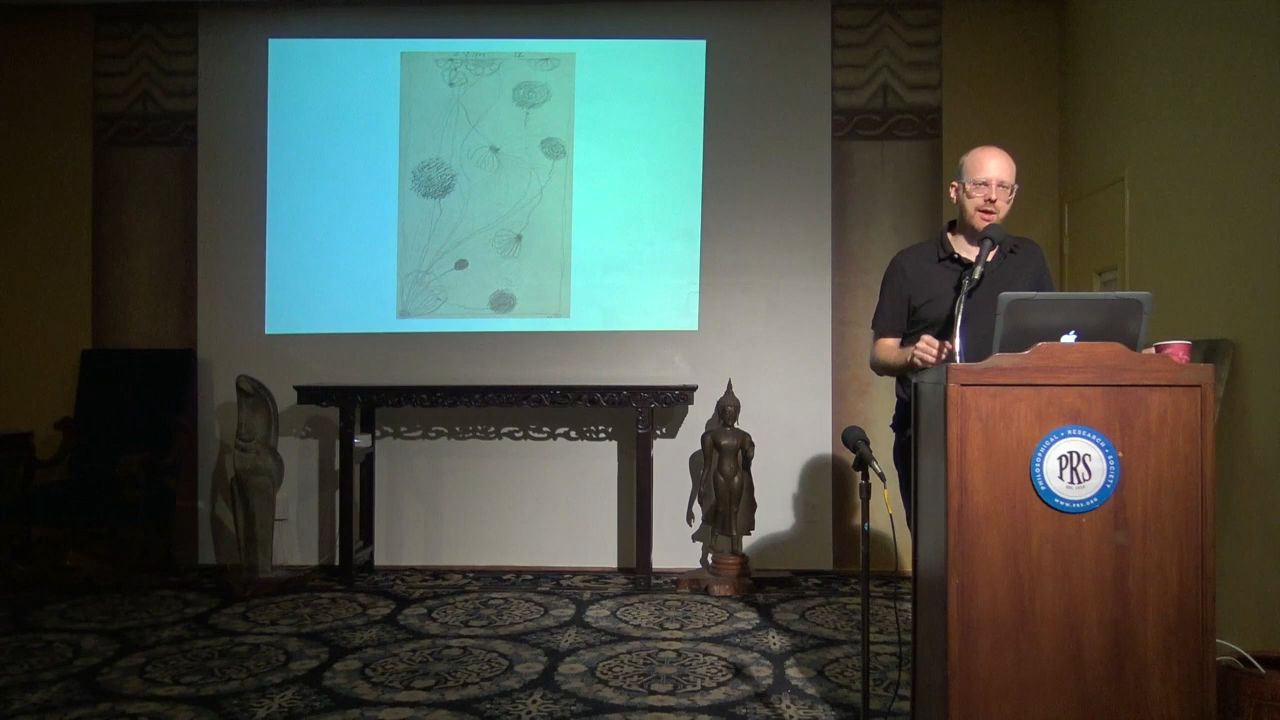 PHILOSOPHICAL • RESEARCH • SOCIETY
PRS
WWW.PRS.ORG